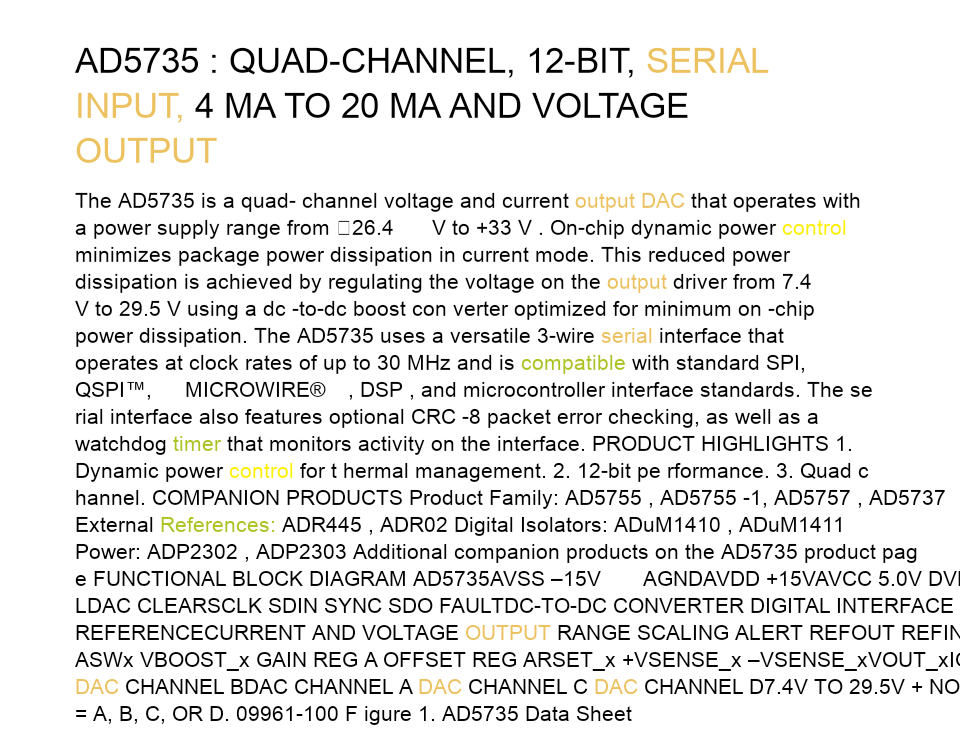 AD5735 : QUAD-CHANNEL, 12-BIT, SERIAL
INPUT, 4 MA TO 20 MA AND VOLTAGE
OUTPUT
The AD5735 is a quad- channel voltage and current output DAC that operates with
a power supply range from □26.4 V to +33 V . On-chip dynamic power control
minimizes package power dissipation in current mode. This reduced power
dissipation is achieved by regulating the voltage on the output driver from 7.4
V to 29.5 V using a dc -to-dc boost con verter optimized for minimum on -chip
power dissipation. The AD5735 uses a versatile 3-wire serial interface that
operates at clock rates of up to 30 MHz and is compatible with standard SPI,
QSPI™, MICROWIRE® , DSP , and microcontroller interface standards. The se
rial interface also features optional CRC -8 packet error checking, as well as a
watchdog timer that monitors activity on the interface. PRODUCT HIGHLIGHTS 1.
Dynamic power control for t hermal management. 2. 12-bit pe rformance. 3. Quad c
hannel. COMPANION PRODUCTS Product Family: AD5755 , AD5755 -1, AD5757 , AD5737
External References: ADR445 , ADR02 Digital Isolators: ADuM1410 , ADuM1411
Power: ADP2302 , ADP2303 Additional companion products on the AD5735 product pag
e FUNCTIONAL BLOCK DIAGRAM AD5735AVSS –15V AGNDAVDD +15VAVCC 5.0V DV
LDAC CLEARSCLK SDIN SYNC SDO FAULTDC-TO-DC CONVERTER DIGITAL INTERFACE
REFERENCECURRENT AND VOLTAGE OUTPUT RANGE SCALING ALERT REFOUT REFIN
ASWx VBOOST_x GAIN REG A OFFSET REG ARSET_x +VSENSE_x –VSENSE_xVOUT_xI
DAC CHANNEL BDAC CHANNEL A DAC CHANNEL C DAC CHANNEL D7.4V TO 29.5V + NO
= A, B, C, OR D. 09961-100 F igure 1. AD5735 Data Sheet